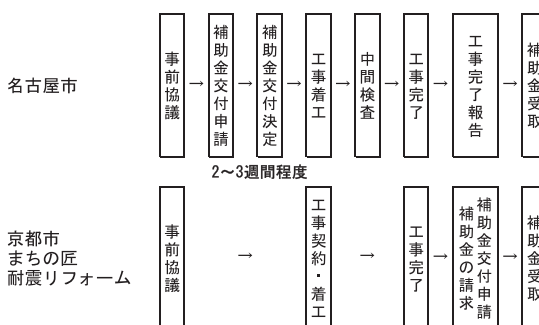 名古屋市
事前協議
→
補助金交付申請
→
補助金交付決定
→
工事着工
→
中間検査
→
工事完了
→
工事完了報告
→
補助金受取
2〜3週間程度
京都市
まちの匠
耐震リフォーム
事前協議
→
工事契約・着工
→
工事完了
→
補助金交付申請
補助金の請求
→
補助金受取